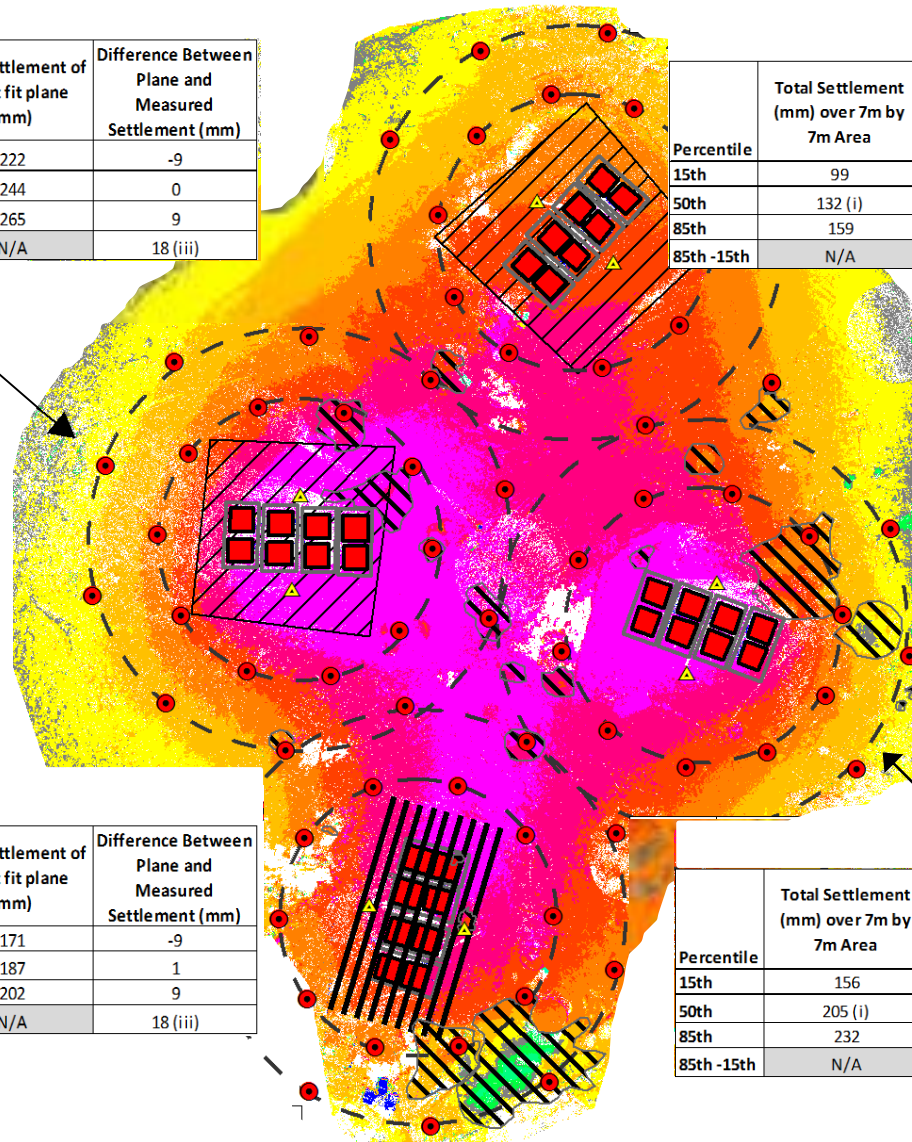 ttlement of
fit plane
mm)
Difference Between
Plane and
Measured
Settlement (mm)
222 -9
244 0
265 9
N/A 18 (iii)
Percentile
Total Settlement
(mm) over 7m by
7m Area
15th 99
50th 132 (i)
85th 159
85th -15th N/A
ttlement of
fit plane
mm)
Difference Between
Plane and
Measured
Settlement (mm)
171 -9
187 1
202 9
N/A 18 (iii)
Percentile
Total Settlement
(mm) over 7m by
7m Area
15th 156
50th 205 (i)
85th 232
85th -15th N/A